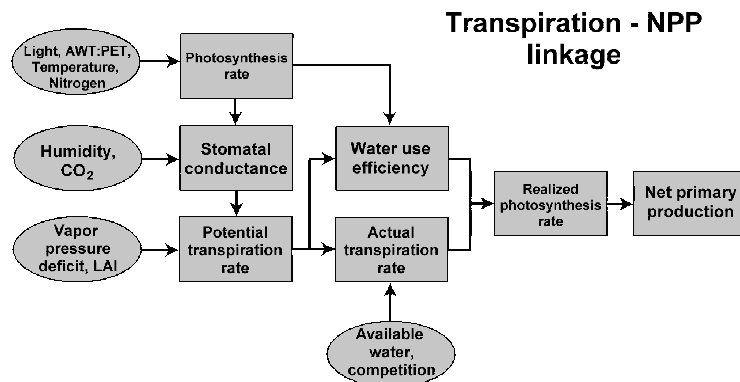 Transpiration - NPP
linkage
Light, AWT:PET,
Temperature,
Nitrogen
Photosynthesis
rate
Humidity,
CO₂
Stomatal
conductance
Water use
efficiency
Vapor
pressure
deficit, LAI
Potential
transpiration
rate
Actual
transpiration
rate
Realized
photosynthesis
rate
Net primary
production
Available
water,
competition